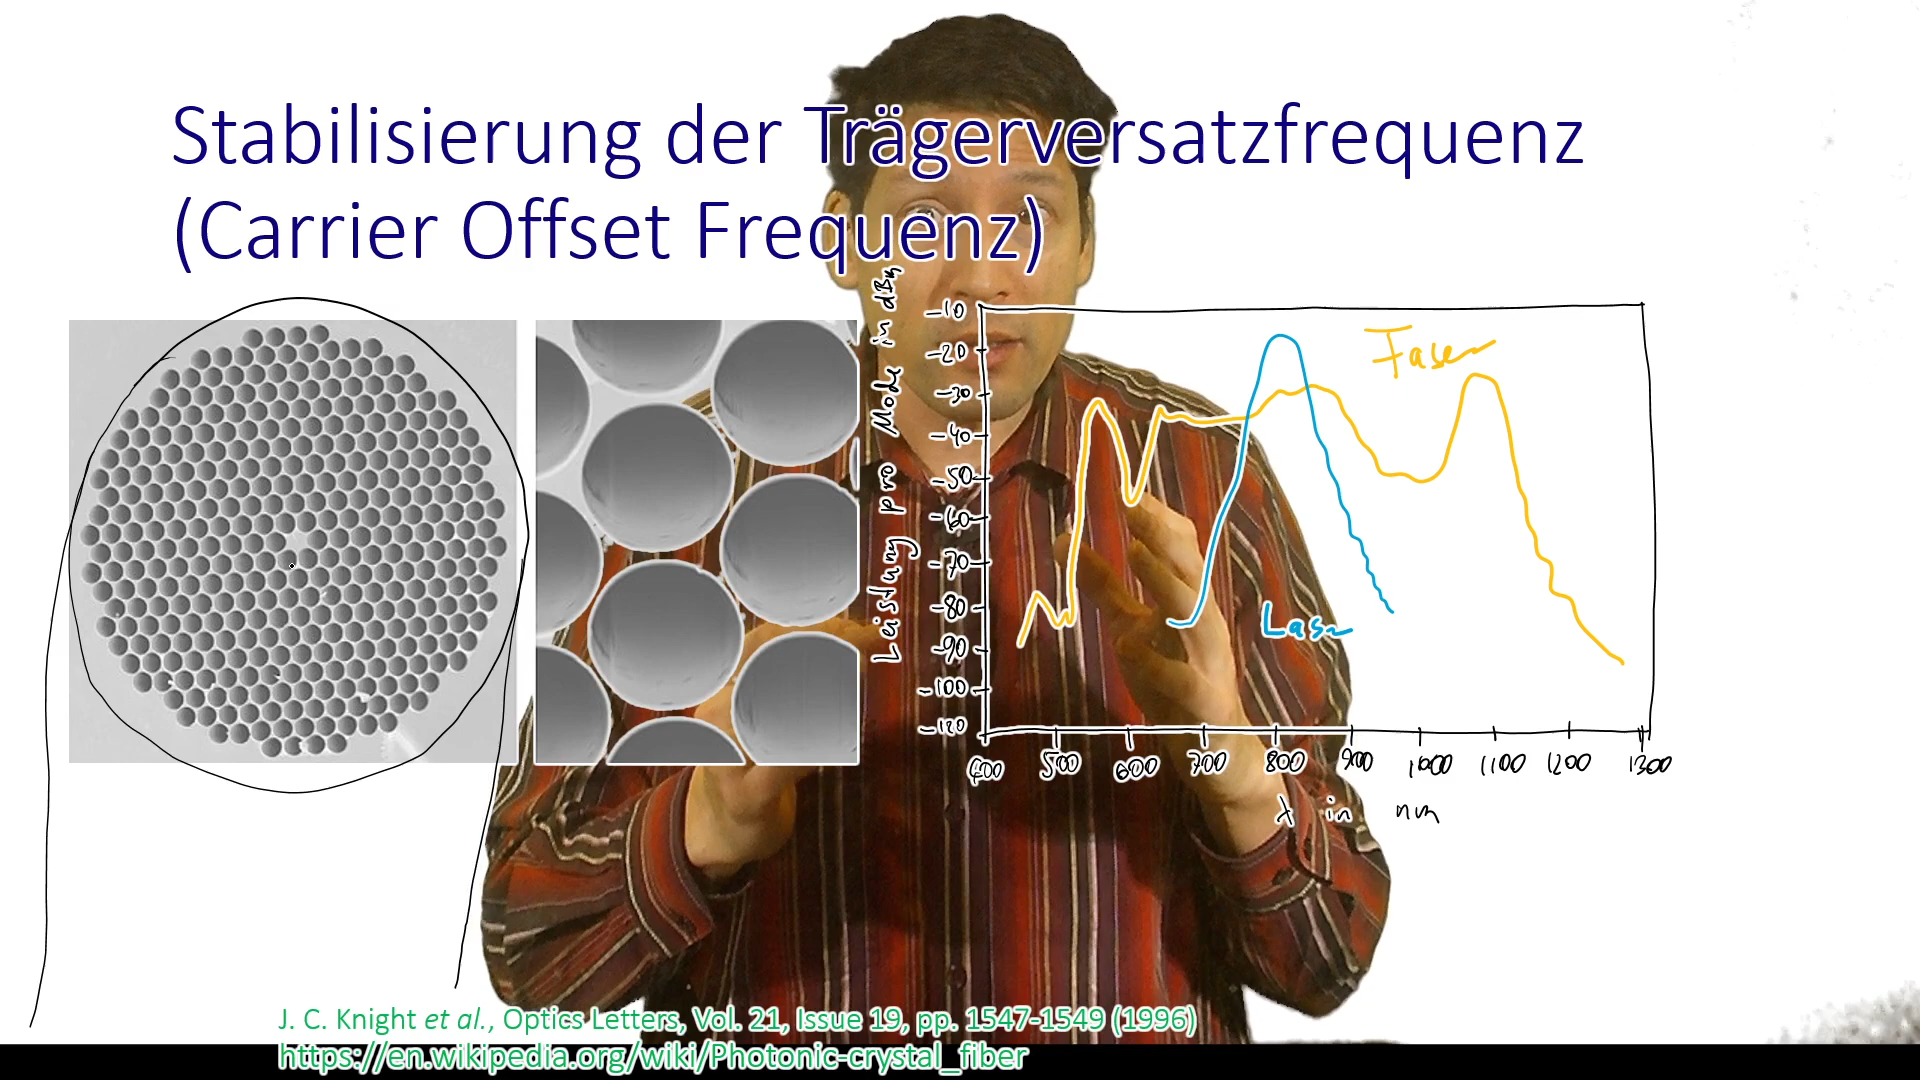 Stabilisierung der Trägerversatzfrequenz
(Carrier Offset Frequenz)
Leistung pro Mode in dBm
-10
-20
-30
-40
-50
-60
-70
-80
-90
-100
-120
Faser
Laser
400 500 600 700 800 900 1000 1100 1200 1300
λ in nm
J. C. Knight et al., Optics Letters, Vol. 21, Issue 19, pp. 1547-1549 (1996)
https://en.wikipedia.org/wiki/Photonic-crystal_fiber